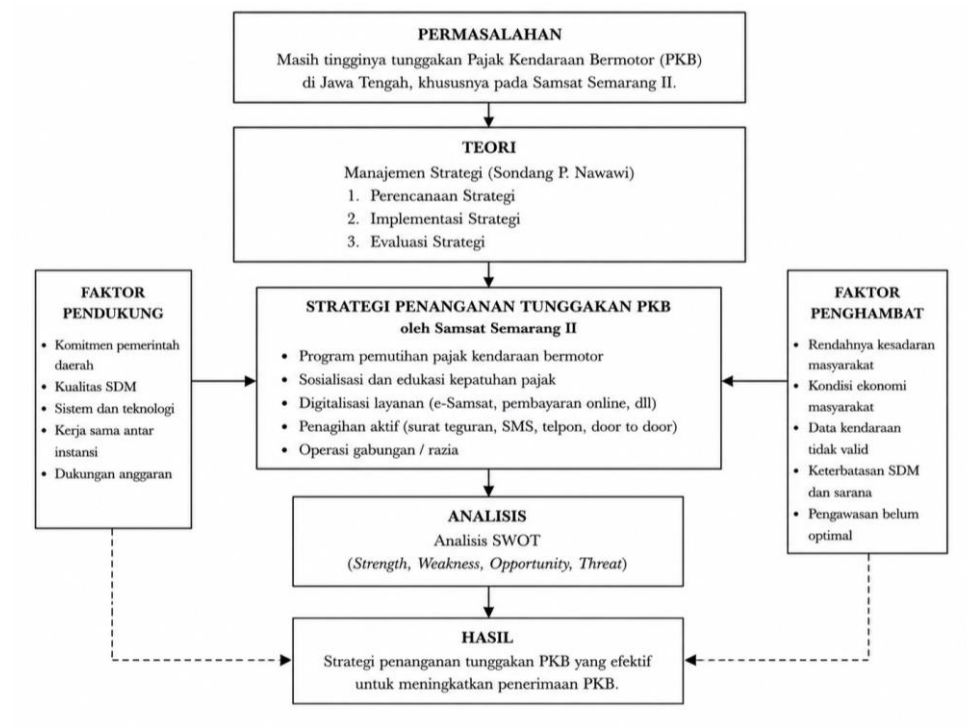 PERMASALAHAN
Masih tingginya tunggakan Pajak Kendaraan Bermotor (PKB)
di Jawa Tengah, khususnya pada Samsat Semarang II.
TEORI
Manajemen Strategi (Sondang P. Nawawi)
1. Perencanaan Strategi
2. Implementasi Strategi
3. Evaluasi Strategi
FAKTOR
PENDUKUNG
• Komitmen pemerintah
daerah
• Kualitas SDM
• Sistem dan teknologi
• Kerja sama antar
instansi
• Dukungan anggaran
STRATEGI PENANGANAN TUNGGAKAN PKB
oleh Samsat Semarang II
• Program pemutihan pajak kendaraan bermotor
• Sosialisasi dan edukasi kepatuhan pajak
• Digitalisasi layanan (e-Samsat, pembayaran online, dll)
• Penagihan aktif (surat teguran, SMS, telpon, door to door)
• Operasi gabungan / razia
FAKTOR
PENGHAMBAT
• Rendahnya kesadaran
masyarakat
• Kondisi ekonomi
masyarakat
• Data kendaraan
tidak valid
• Keterbatasan SDM
dan sarana
• Pengawasan belum
optimal
ANALISIS
Analisis SWOT
(Strength, Weakness, Opportunity, Threat)
HASIL
Strategi penanganan tunggakan PKB yang efektif
untuk meningkatkan penerimaan PKB.